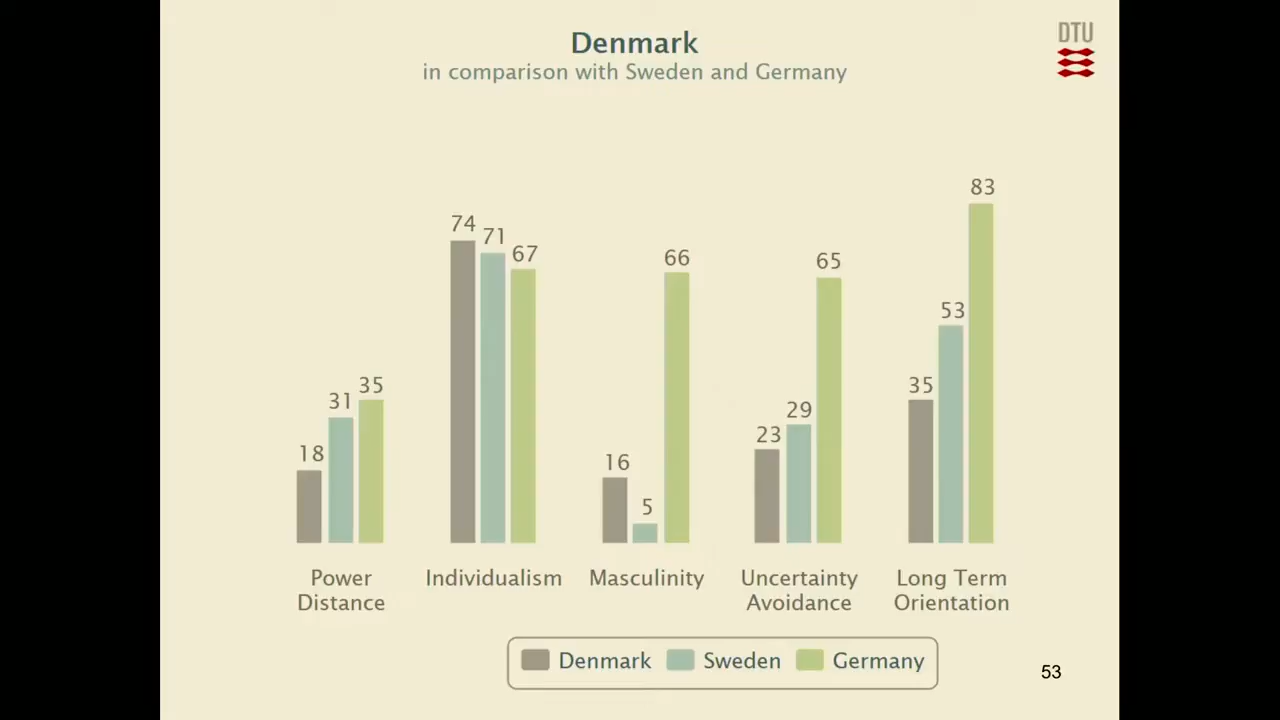 Denmark
in comparison with Sweden and Germany
DTU
18
31
35
74
71
67
16
5
66
23
29
65
35
53
83
Power
Distance
Individualism
Masculinity
Uncertainty
Avoidance
Long Term
Orientation
Denmark
Sweden
Germany
53